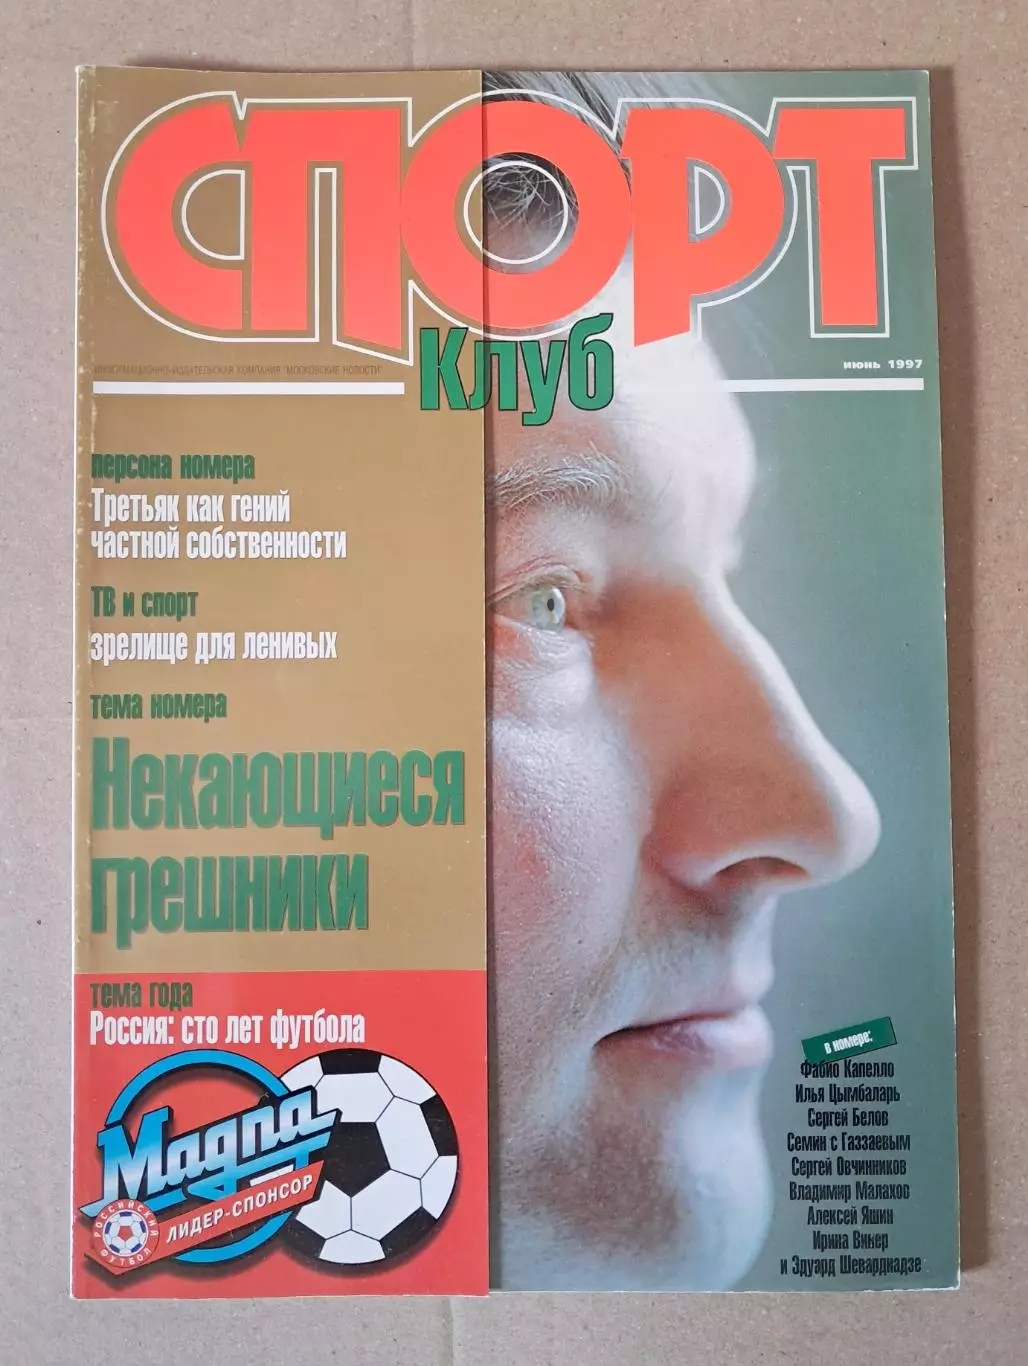 СПОРТ
Клуб
ИНФОРМАЦИОННО-ИЗДАТЕЛЬСКАЯ КОМПАНИЯ "МОСКОВСКИЕ НОВОСТИ"
июнь 1997
персона номера
Третьяк как гений
частной собственности
ТВ и спорт
зрелище для ленивых
тема номера
Некающиеся
грешники
тема года
Россия: сто лет футбола
Magna
ЛИДЕР-СПОНСОР
РОССИЙСКИЙ
ФУТБОЛ
в номере:
Фабио Капелло
Илья Цымбаларь
Сергей Белов
Семин с Газзаевым
Сергей Овчинников
Владимир Малахов
Алексей Яшин
Ирина Винер
и Эдуард Шеварднадзе